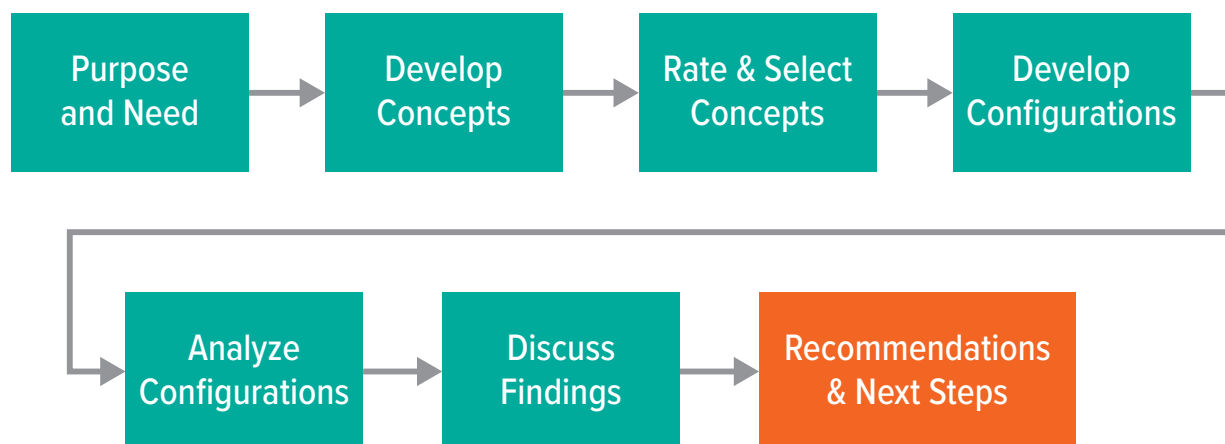 Purpose
and Need
Develop
Concepts
Rate & Select
Concepts
Develop
Configurations
Analyze
Configurations
Discuss
Findings
Recommendations
& Next Steps